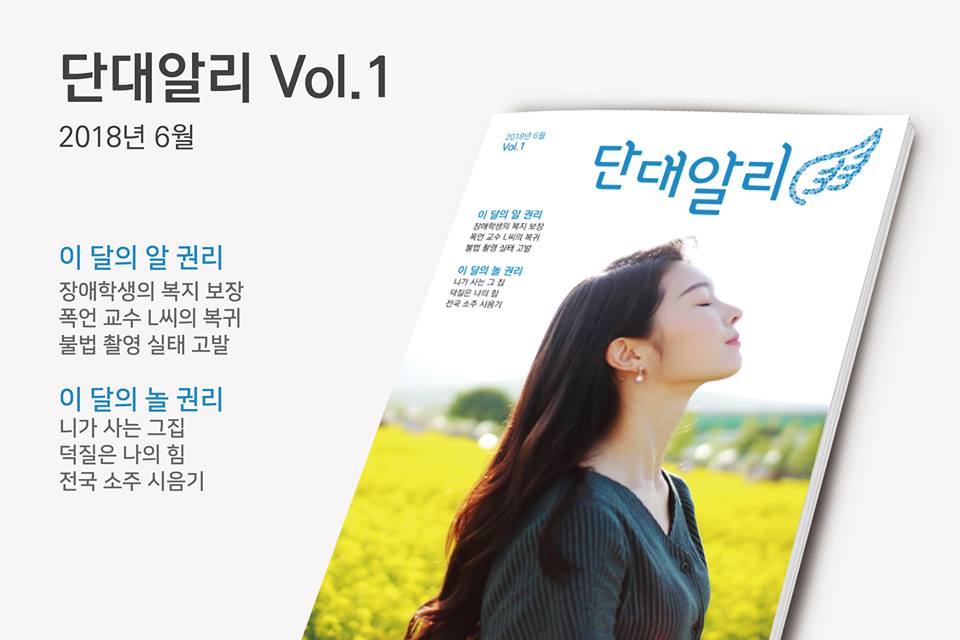 단대알리 Vol.1
2018년 6월
이 달의 알 권리
장애학생의 복지 보장
폭언 교수 L씨의 복귀
불법 촬영 실태 고발
이 달의 놀 권리
니가 사는 그집
덕질은 나의 힘
전국 소주 시음기
2018년 6월
Vol.1
단대알리
이 달의 알 권리
장애학생의 복지 보장
폭언 교수 L씨의 복귀
불법 촬영 실태 고발
이 달의 놀 권리
니가 사는 그 집
덕질은 나의 힘
전국 소주 시음기